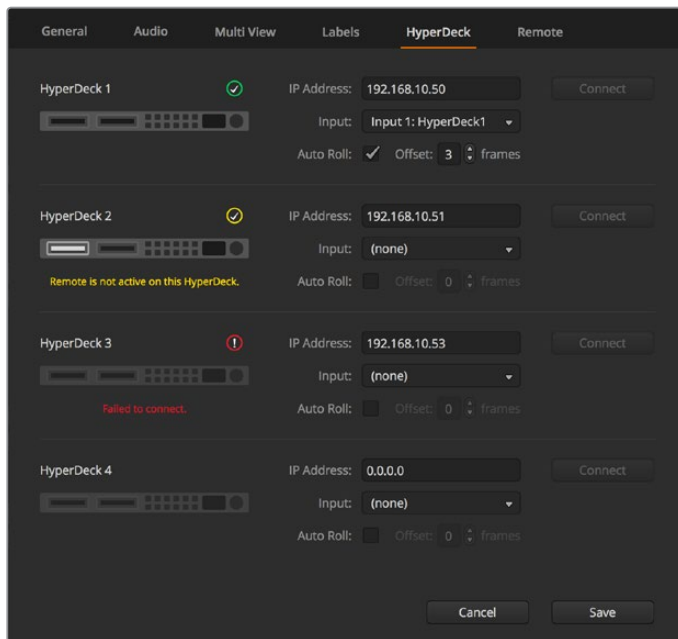 General Audio Multi View Labels HyperDeck Remote
HyperDeck 1 IP Address: 192.168.10.50 Connect
Input: Input 1: HyperDeck1
Auto Roll: Offset: 3 frames
HyperDeck 2 IP Address: 192.168.10.51 Connect
Input: (none)
Remote is not active on this HyperDeck. Auto Roll: Offset: 0 frames
HyperDeck 3 IP Address: 192.168.10.53 Connect
Input: (none)
Failed to connect. Auto Roll: Offset: 0 frames
HyperDeck 4 IP Address: 0.0.0.0 Connect
Input: (none)
Auto Roll: Offset: 0 frames
Cancel Save